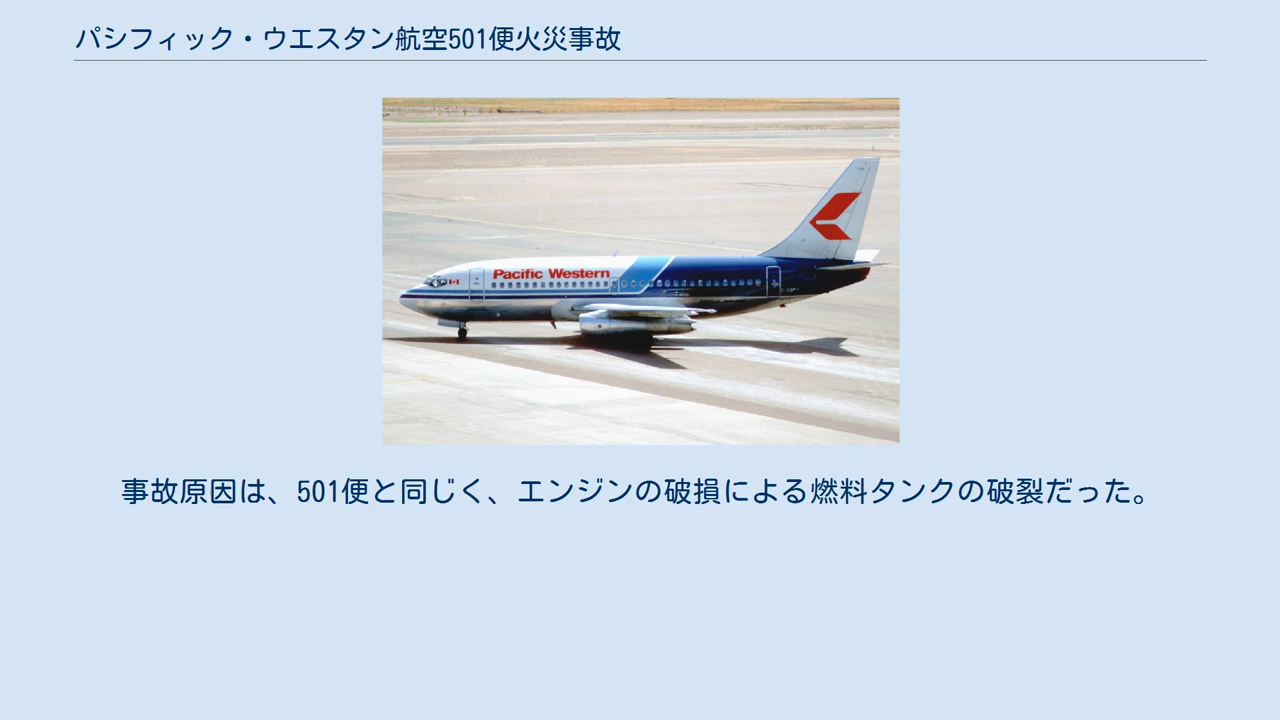 パシフィック・ウエスタン航空501便火災事故
Pacific Western
事故原因は、501便と同じく、エンジンの破損による燃料タンクの破裂だった。